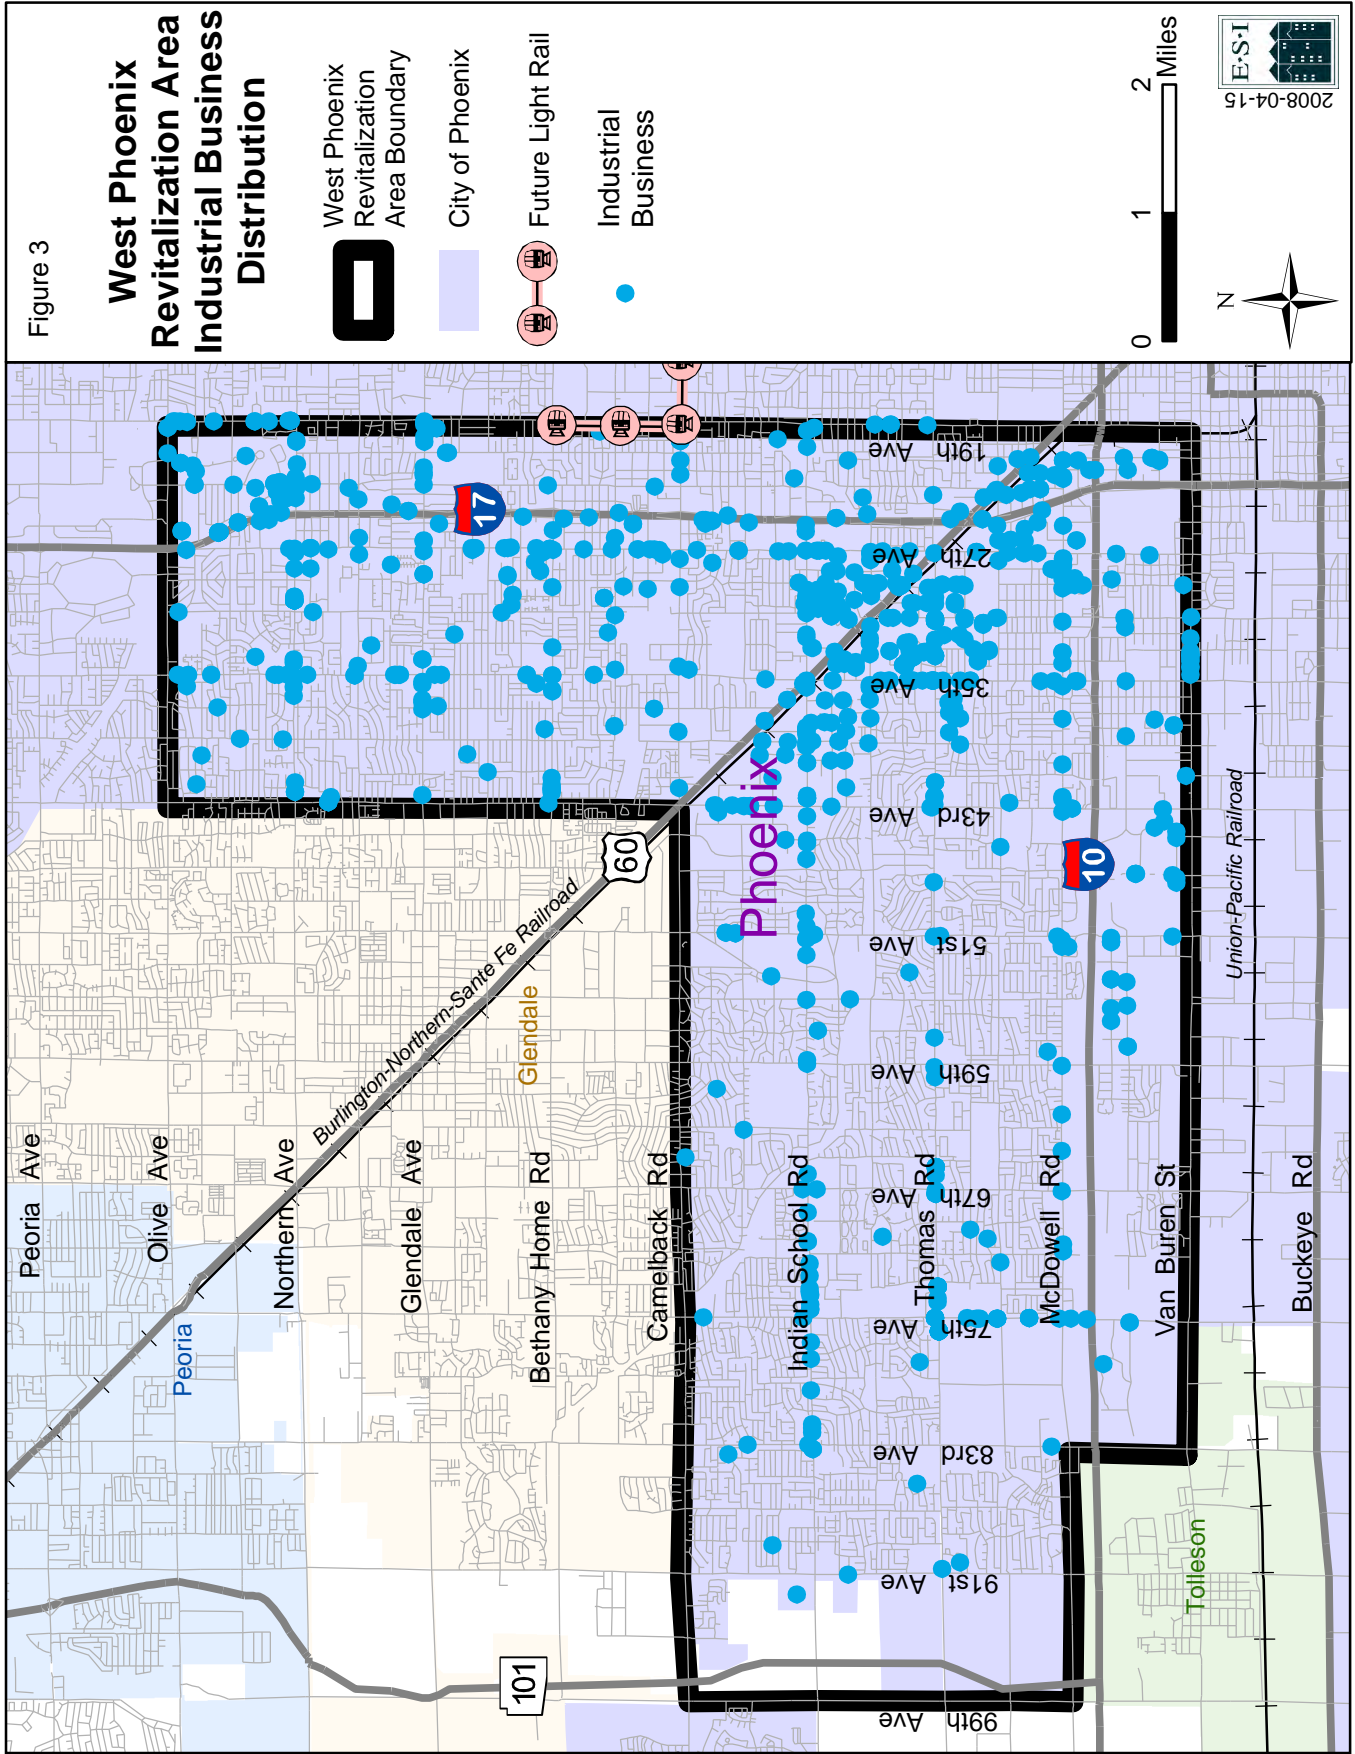 Figure 3
West Phoenix
Revitalization Area
Industrial Business
Distribution
West Phoenix
Revitalization
Area Boundary
City of Phoenix
Future Light Rail
Industrial
Business
0 1 2
Miles
N
E·S·I
2008-04-15
Peoria Ave
Olive Ave
Northern Ave
Glendale Ave
Bethany Home Rd
Camelback Rd
Indian School Rd
Thomas Rd
McDowell Rd
Van Buren St
Buckeye Rd
99th Ave
91st Ave
83rd Ave
75th Ave
67th Ave
59th Ave
51st Ave
43rd Ave
35th Ave
27th Ave
19th Ave
Peoria
Glendale
Phoenix
Tolleson
Burlington-Northern-Sante Fe Railroad
Union-Pacific Railroad
101
60
17
10